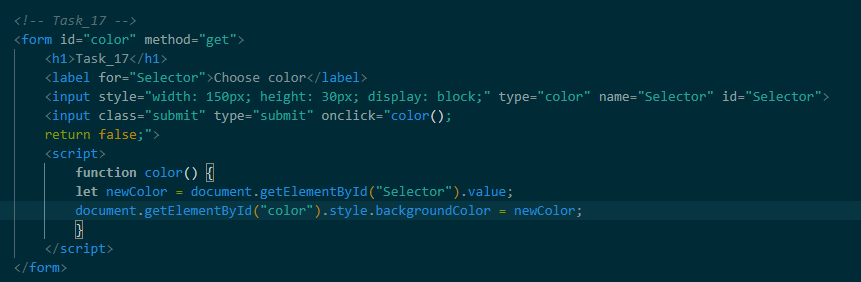 <!-- Task_17 -->
<form id="color" method="get">
<h1>Task_17</h1>
<label for="Selector">Choose color</label>
<input style="width: 150px; height: 30px; display: block;" type="color" name="Selector" id="Selector">
<input class="submit" type="submit" onclick="color();
return false;">
<script>
function color() {
let newColor = document.getElementById("Selector").value;
document.getElementById("color").style.backgroundColor = newColor;
}
</script>
</form>